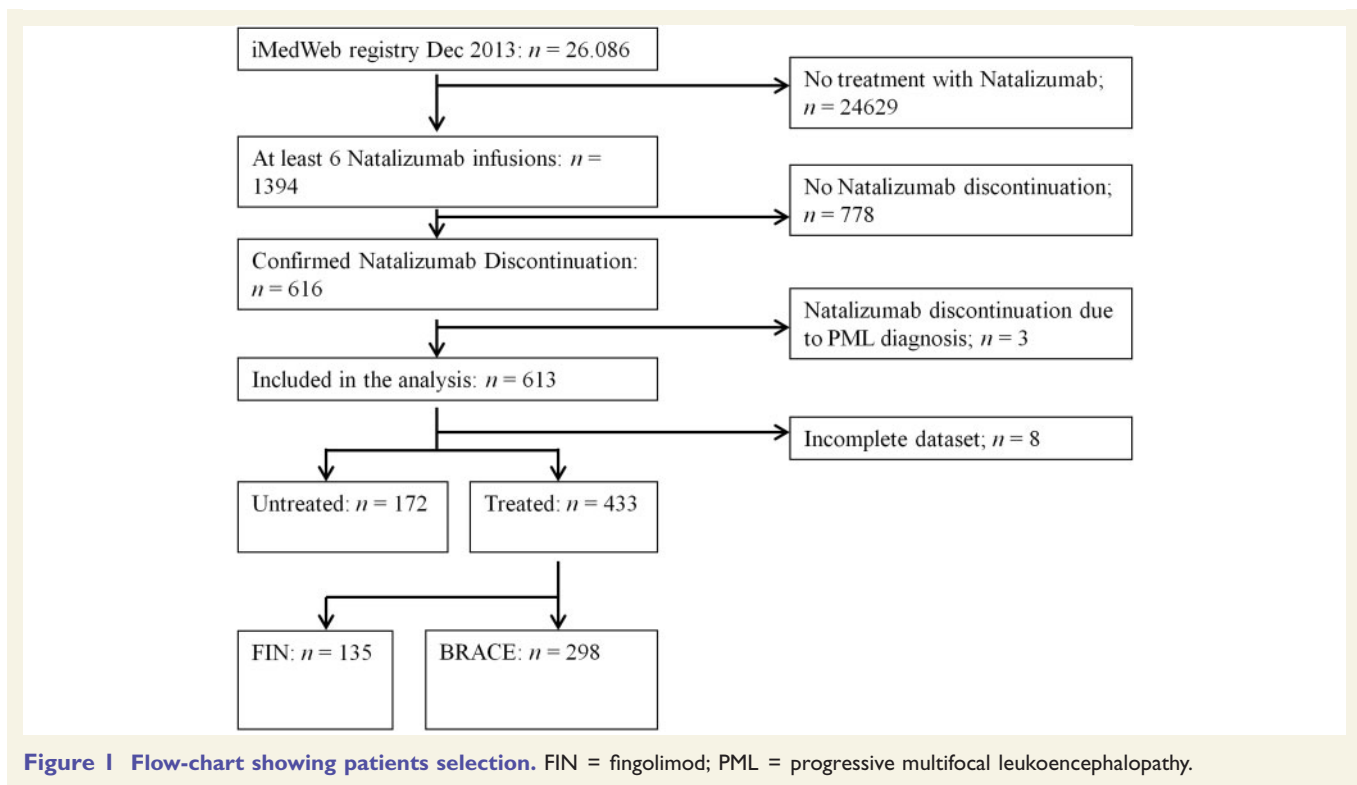 iMedWeb registry Dec 2013: n = 26.086
No treatment with Natalizumab;
n = 24629
At least 6 Natalizumab infusions: n =
1394
No Natalizumab discontinuation;
n = 778
Confirmed Natalizumab Discontinuation:
n = 616
Natalizumab discontinuation due
to PML diagnosis; n = 3
Included in the analysis: n = 613
Incomplete dataset; n = 8
Untreated: n = 172
Treated: n = 433
FIN: n = 135
BRACE: n = 298
Figure 1 Flow-chart showing patients selection. FIN = fingolimod; PML = progressive multifocal leukoencephalopathy.